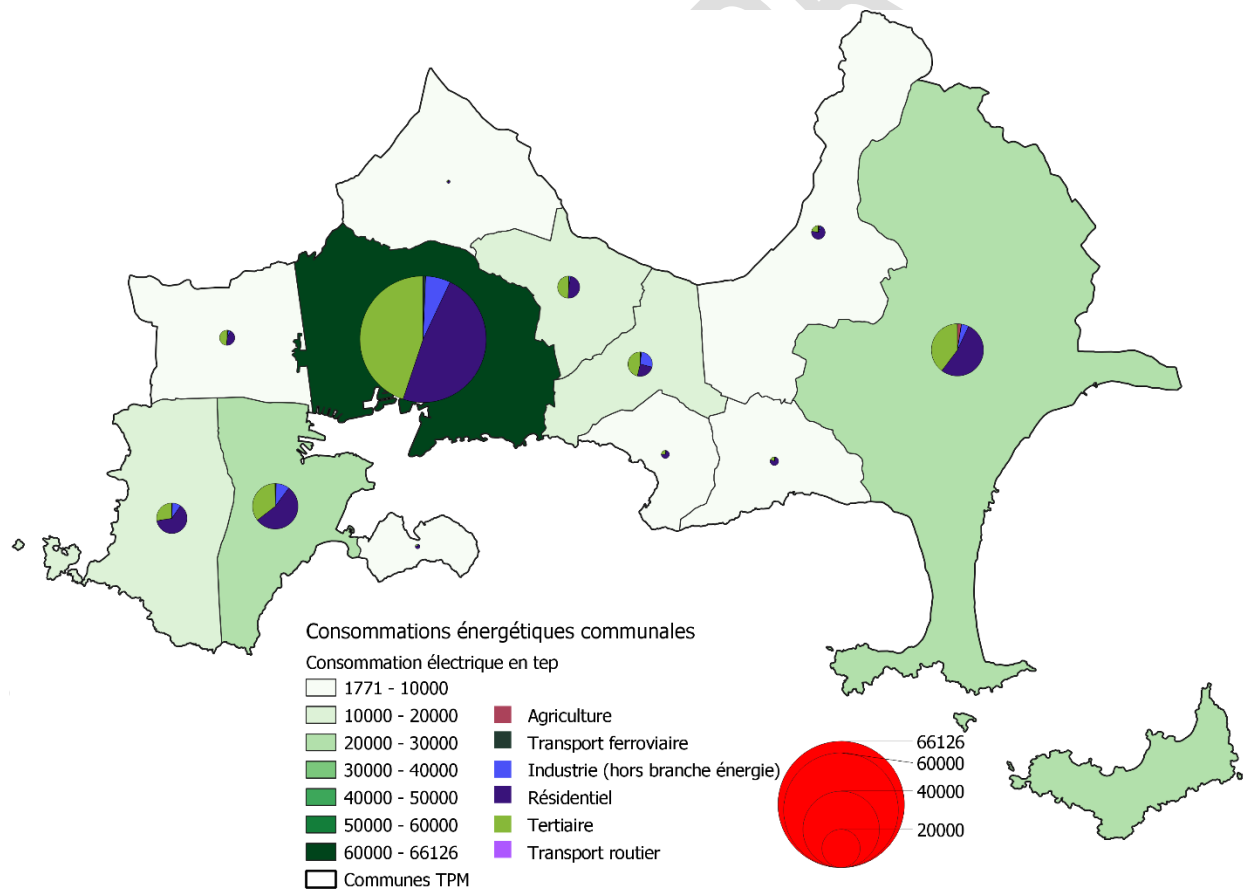 Consommations énergétiques communales
Consommation électrique en tep
1771 - 10000
10000 - 20000
20000 - 30000
30000 - 40000
40000 - 50000
50000 - 60000
60000 - 66126
Communes TPM
Agriculture
Transport ferroviaire
Industrie (hors branche énergie)
Résidentiel
Tertiaire
Transport routier
66126
60000
40000
20000